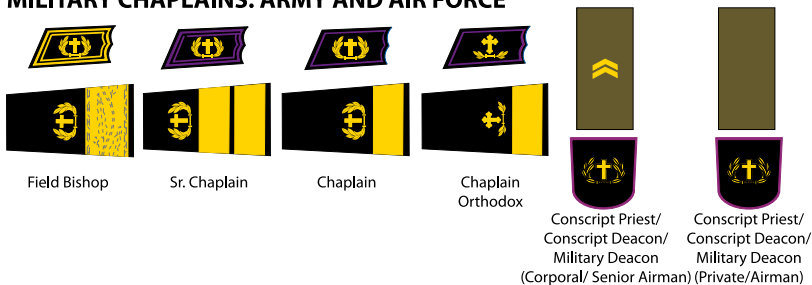 MILITARY CHAPLAINS: ARMY AND AIR FORCE
Field Bishop
Sr. Chaplain
Chaplain
Chaplain
Orthodox
Conscript Priest/
Conscript Deacon/
Military Deacon
(Corporal/ Senior Airman)
Conscript Priest/
Conscript Deacon/
Military Deacon
(Private/Airman)